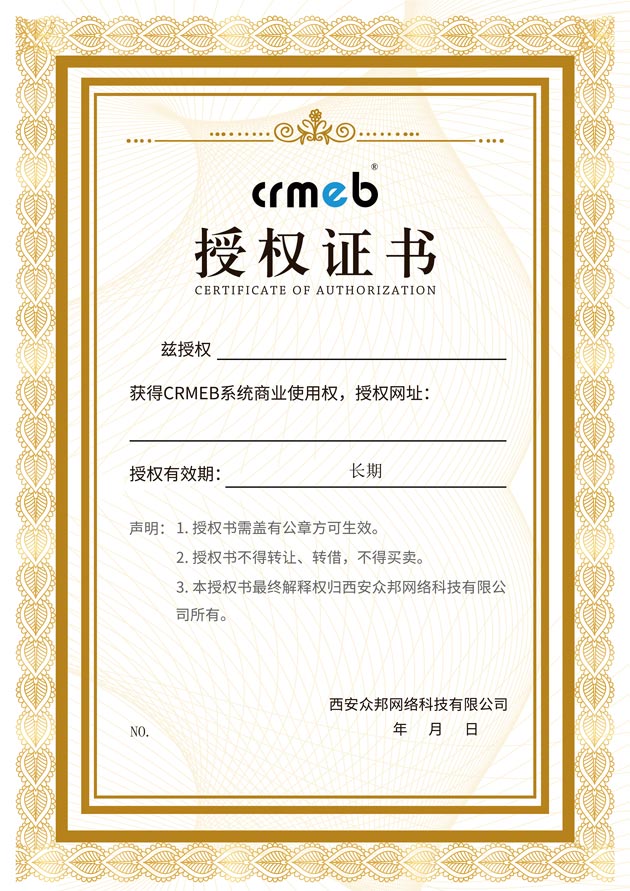 crmeb®
授权证书
CERTIFICATE OF AUTHORIZATION
兹授权
获得CRMEB系统商业使用权，授权网址：
授权有效期： 长期
声明： 1. 授权书需盖有公章方可生效。
2. 授权书不得转让、转借，不得买卖。
3. 本授权书最终解释权归西安众邦网络科技有限公
司所有。
西安众邦网络科技有限公司
年 月 日
NO.